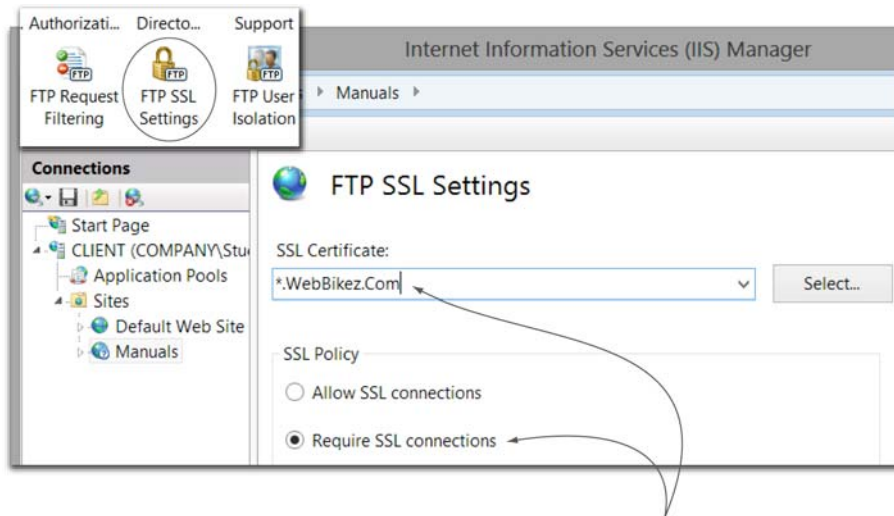 Authorizati... Directo... Support
FTP Request Filtering
FTP SSL Settings
FTP User Isolation
Internet Information Services (IIS) Manager
Manuals
Connections
Start Page
CLIENT (COMPANY\Stu
Application Pools
Sites
Default Web Site
Manuals
FTP SSL Settings
SSL Certificate:
*.WebBikez.Com
Select...
SSL Policy
Allow SSL connections
Require SSL connections